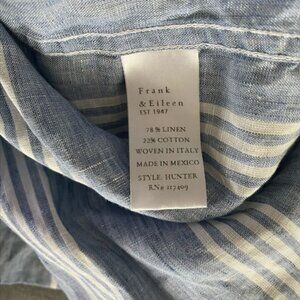 Frank
& Eileen
EST 1947
78% LINEN
22% COTTON
WOVEN IN ITALY
MADE IN MEXICO
STYLE: HUNTER
RN# 117409